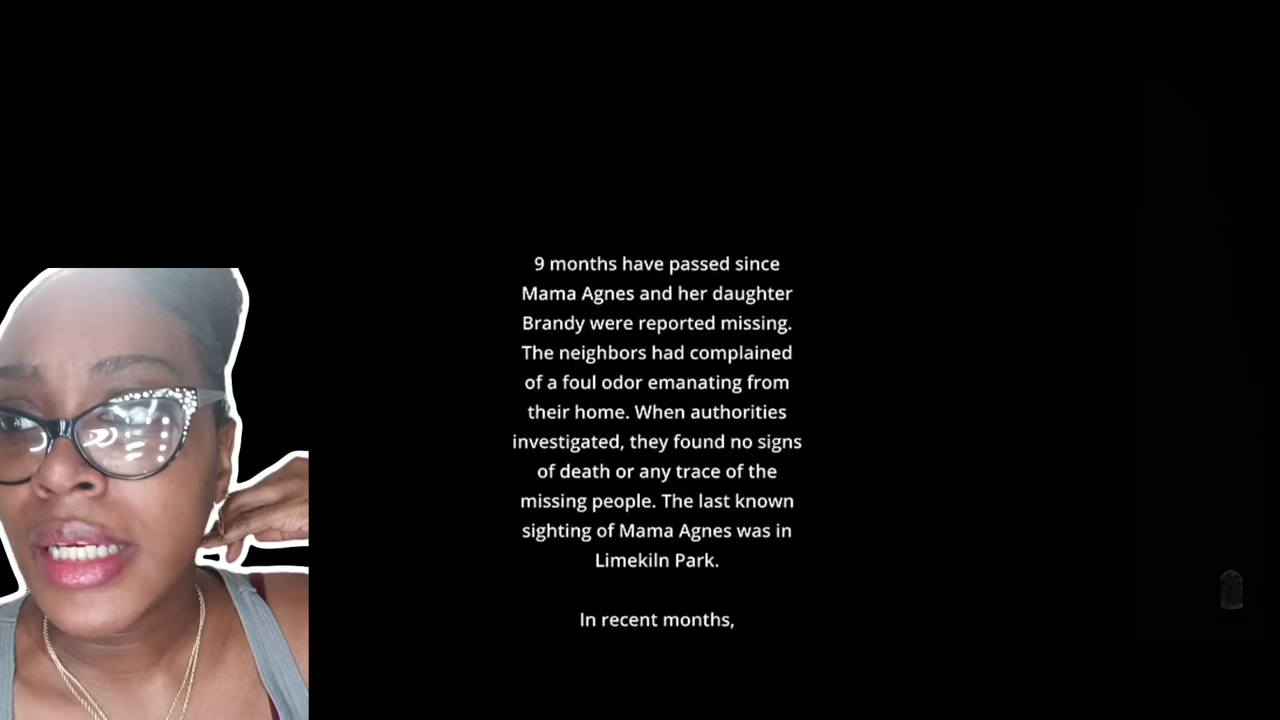 9 months have passed since
Mama Agnes and her daughter
Brandy were reported missing.
The neighbors had complained
of a foul odor emanating from
their home. When authorities
investigated, they found no signs
of death or any trace of the
missing people. The last known
sighting of Mama Agnes was in
Limekiln Park.
In recent months,